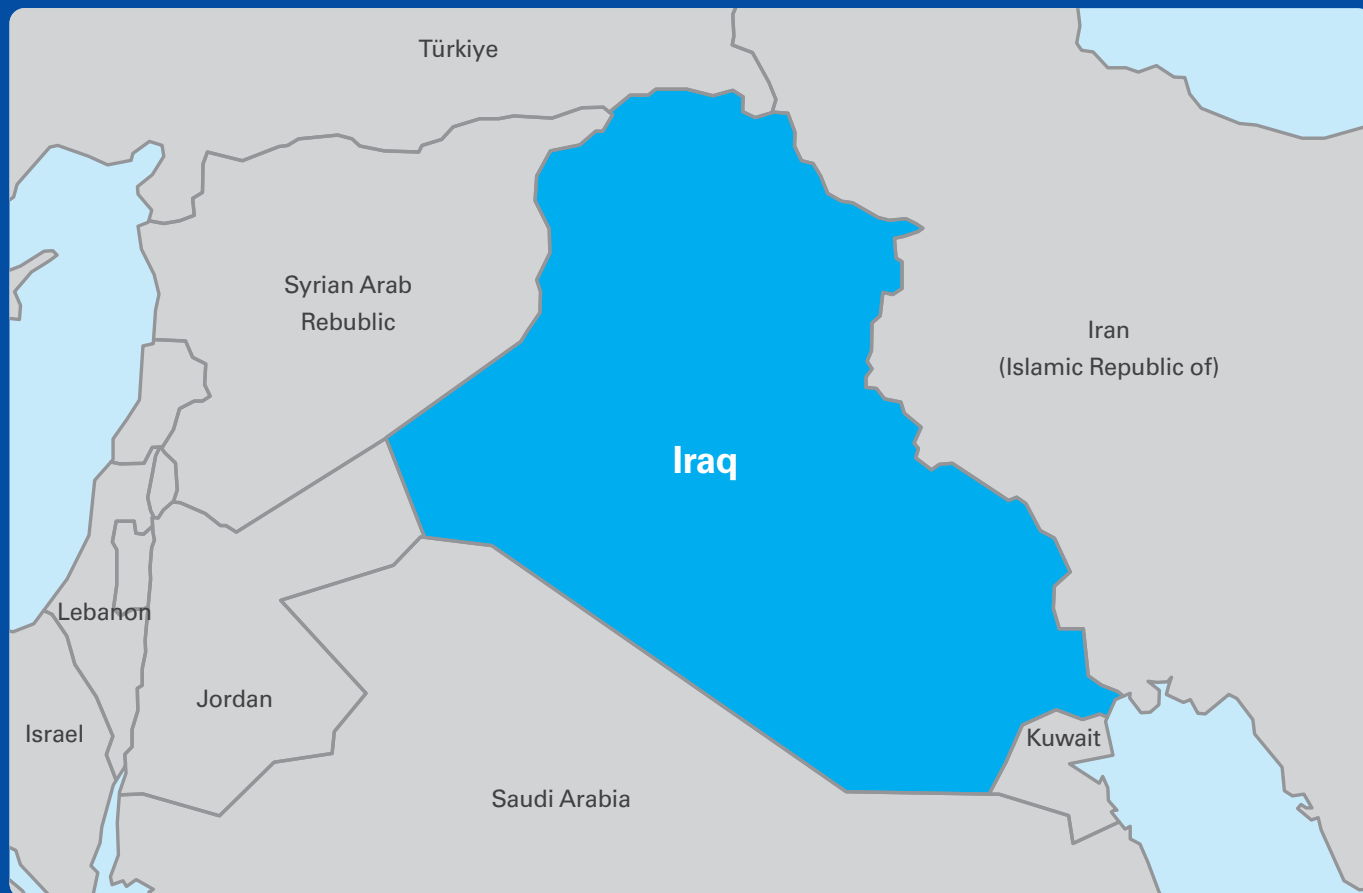 Türkiye
Syrian Arab
Rebublic
Iran
(Islamic Republic of)
Iraq
Lebanon
Jordan
Israel
Kuwait
Saudi Arabia